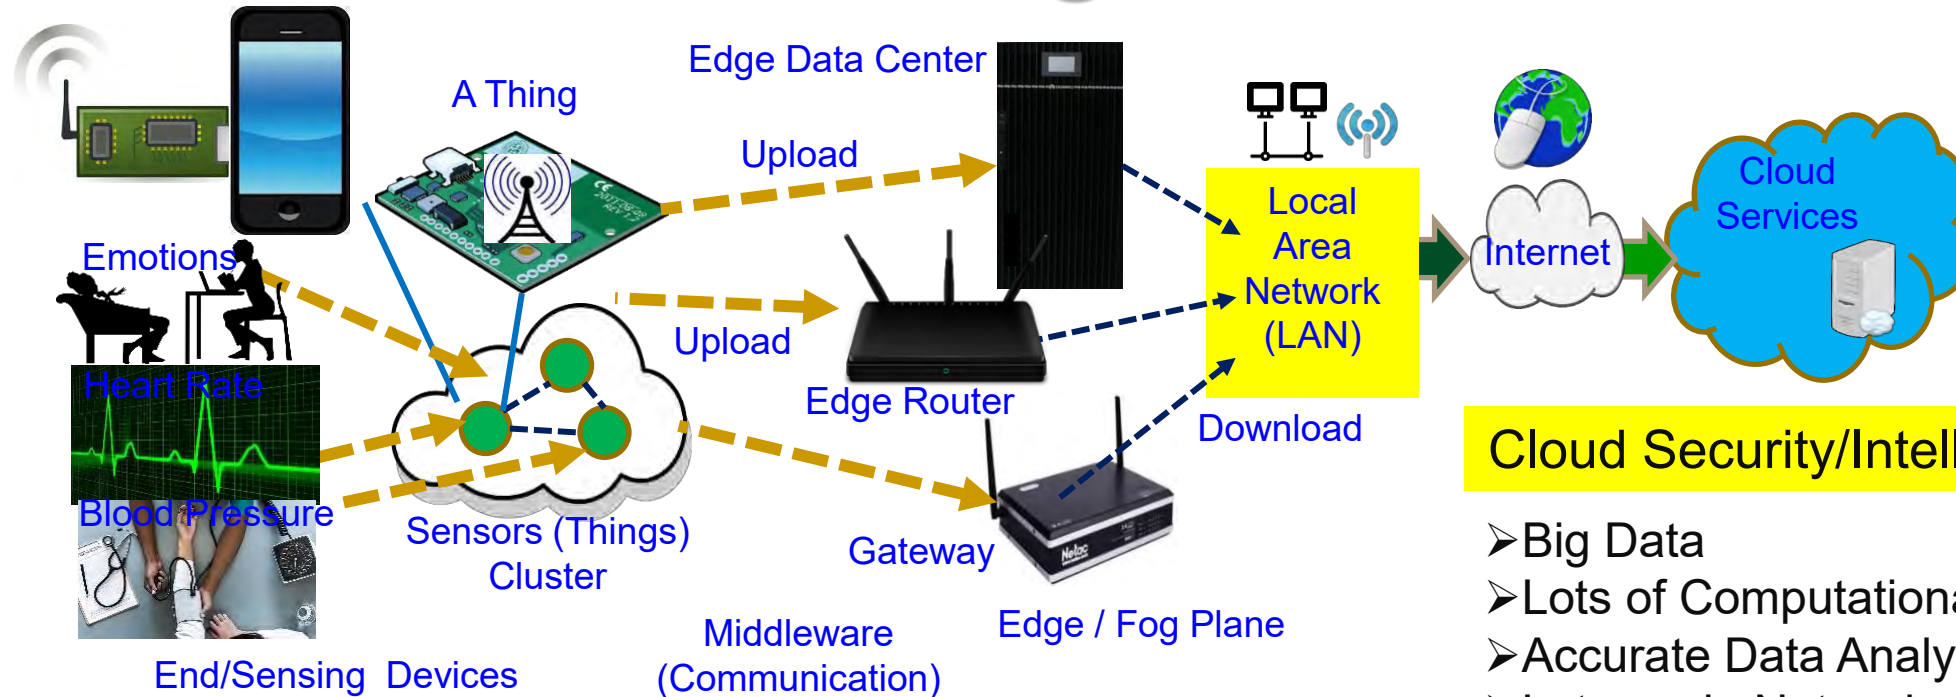 Edge Data Center
A Thing
Upload
CE
Emotions
Heart Rate
Blood Pressure
Upload
Edge Router
Local
Area
Network
(LAN)
Internet
Cloud
Services
Download
Sensors (Things)
Cluster
Gateway
Netac
Edge / Fog Plane
Middleware
(Communication)
End/Sensing Devices
Cloud Security/Intell
➢Big Data
➢Lots of Computationa
➢Accurate Data Analy